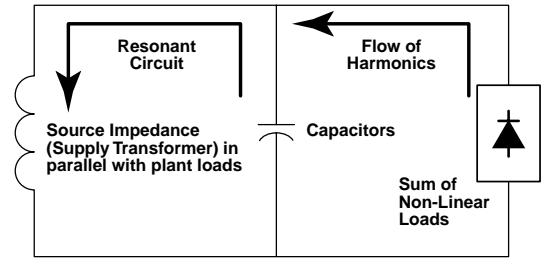 Resonant
Circuit
Flow of
Harmonics
Source Impedance
(Supply Transformer) in
parallel with plant loads
Capacitors
Sum of
Non-Linear
Loads